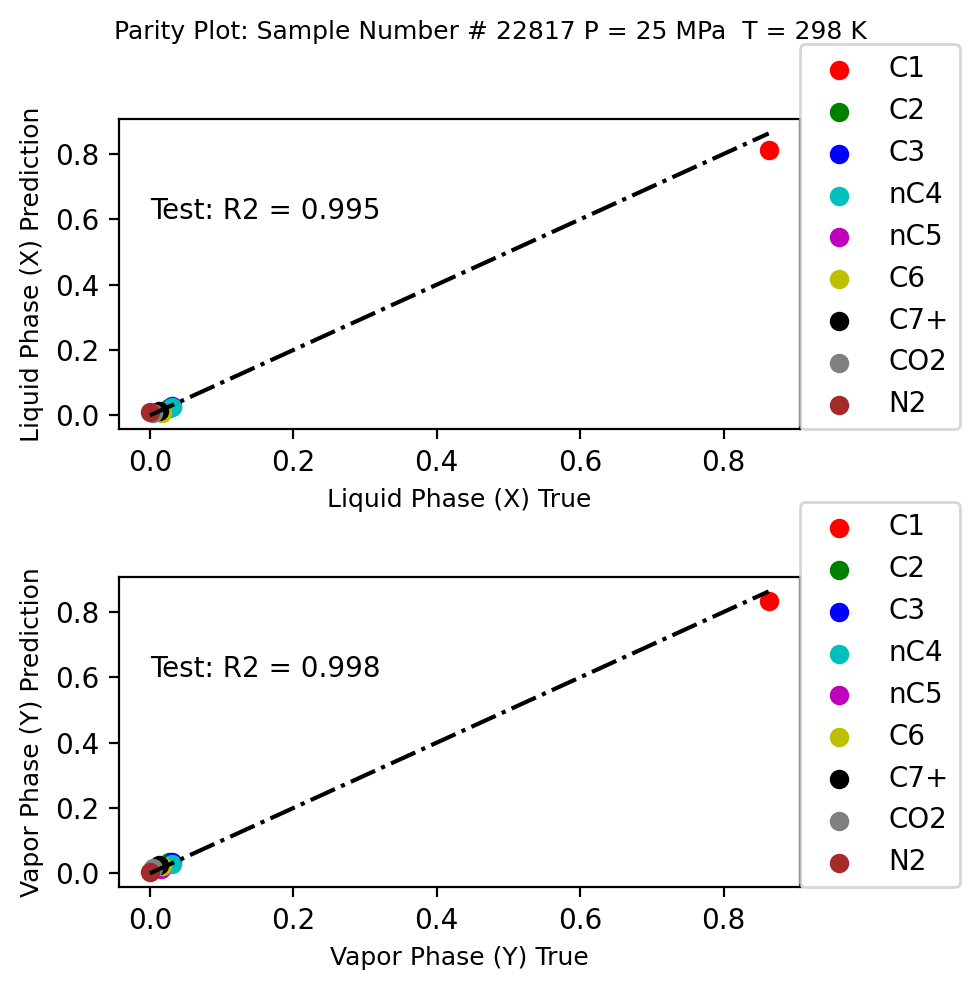 Parity Plot: Sample Number # 22817 P = 25 MPa  T = 298 K
Liquid Phase (X) Prediction
0.8
0.6
0.4
0.2
0.0
Test: R2 = 0.995
0.0 0.2 0.4 0.6 0.8
Liquid Phase (X) True
C1
C2
C3
nC4
nC5
C6
C7+
CO2
N2
Vapor Phase (Y) Prediction
0.8
0.6
0.4
0.2
0.0
Test: R2 = 0.998
0.0 0.2 0.4 0.6 0.8
Vapor Phase (Y) True
C1
C2
C3
nC4
nC5
C6
C7+
CO2
N2